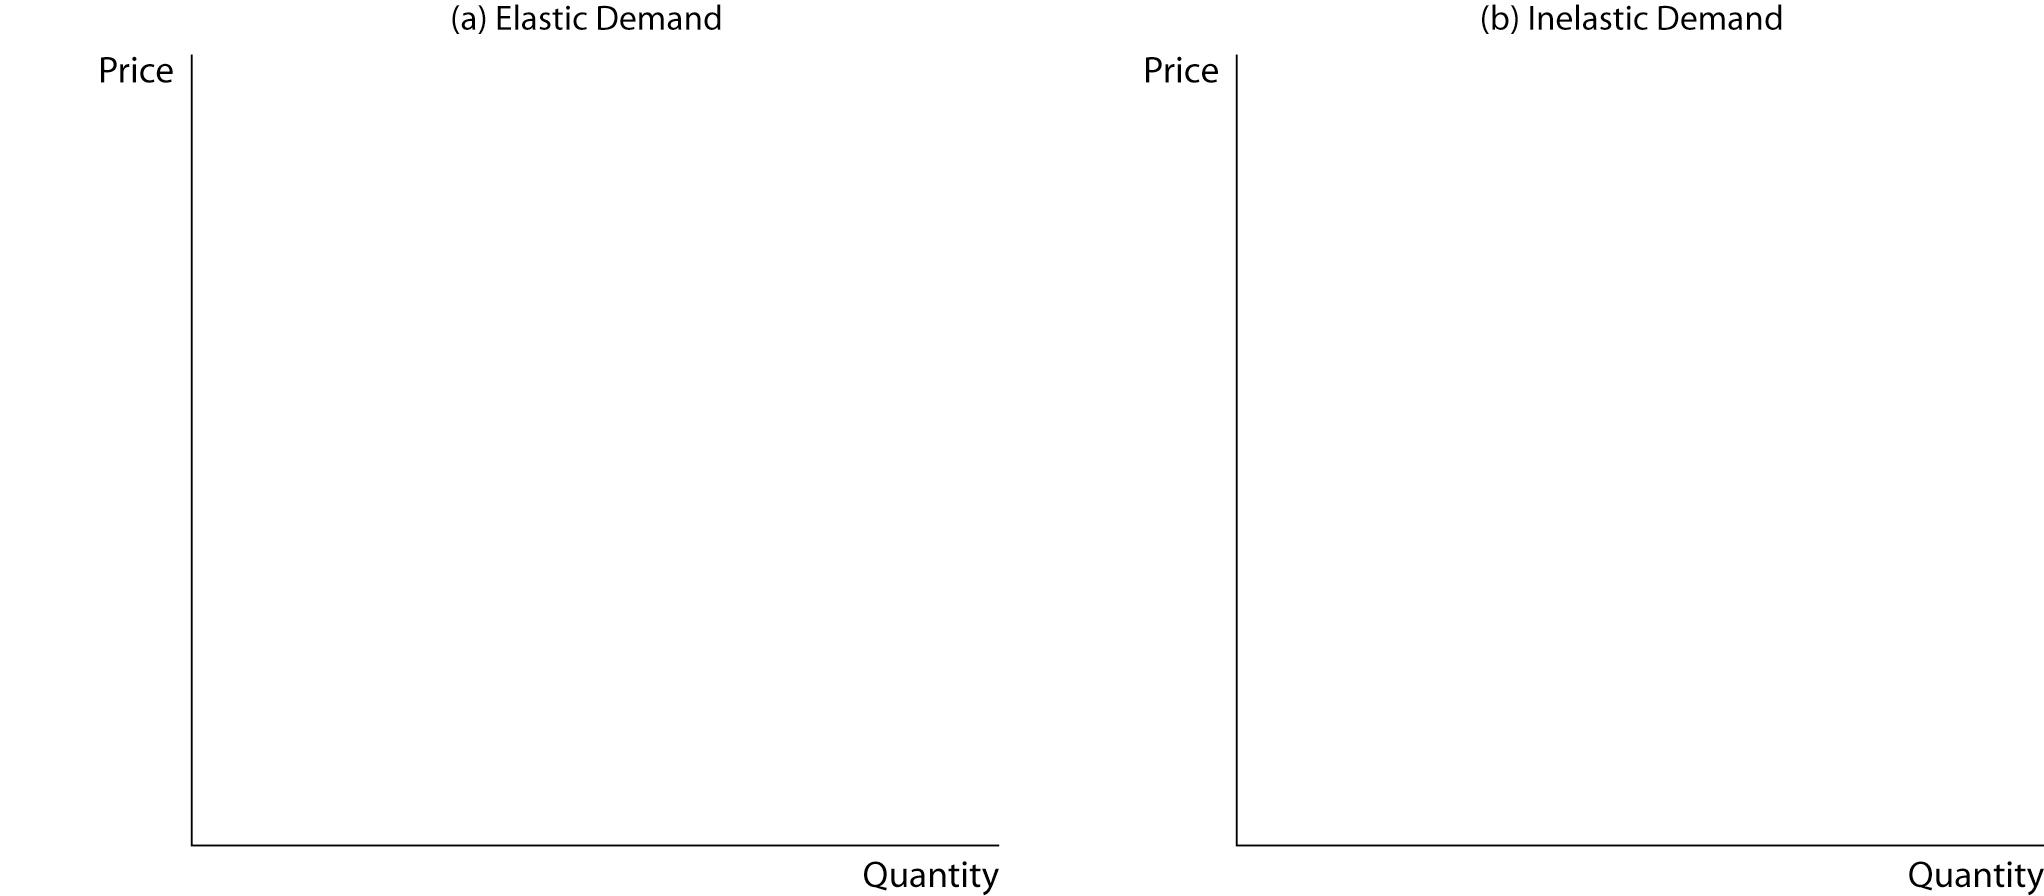 (a) Elastic Demand
Price
Quantity
(b) Inelastic Demand
Price
Quantity